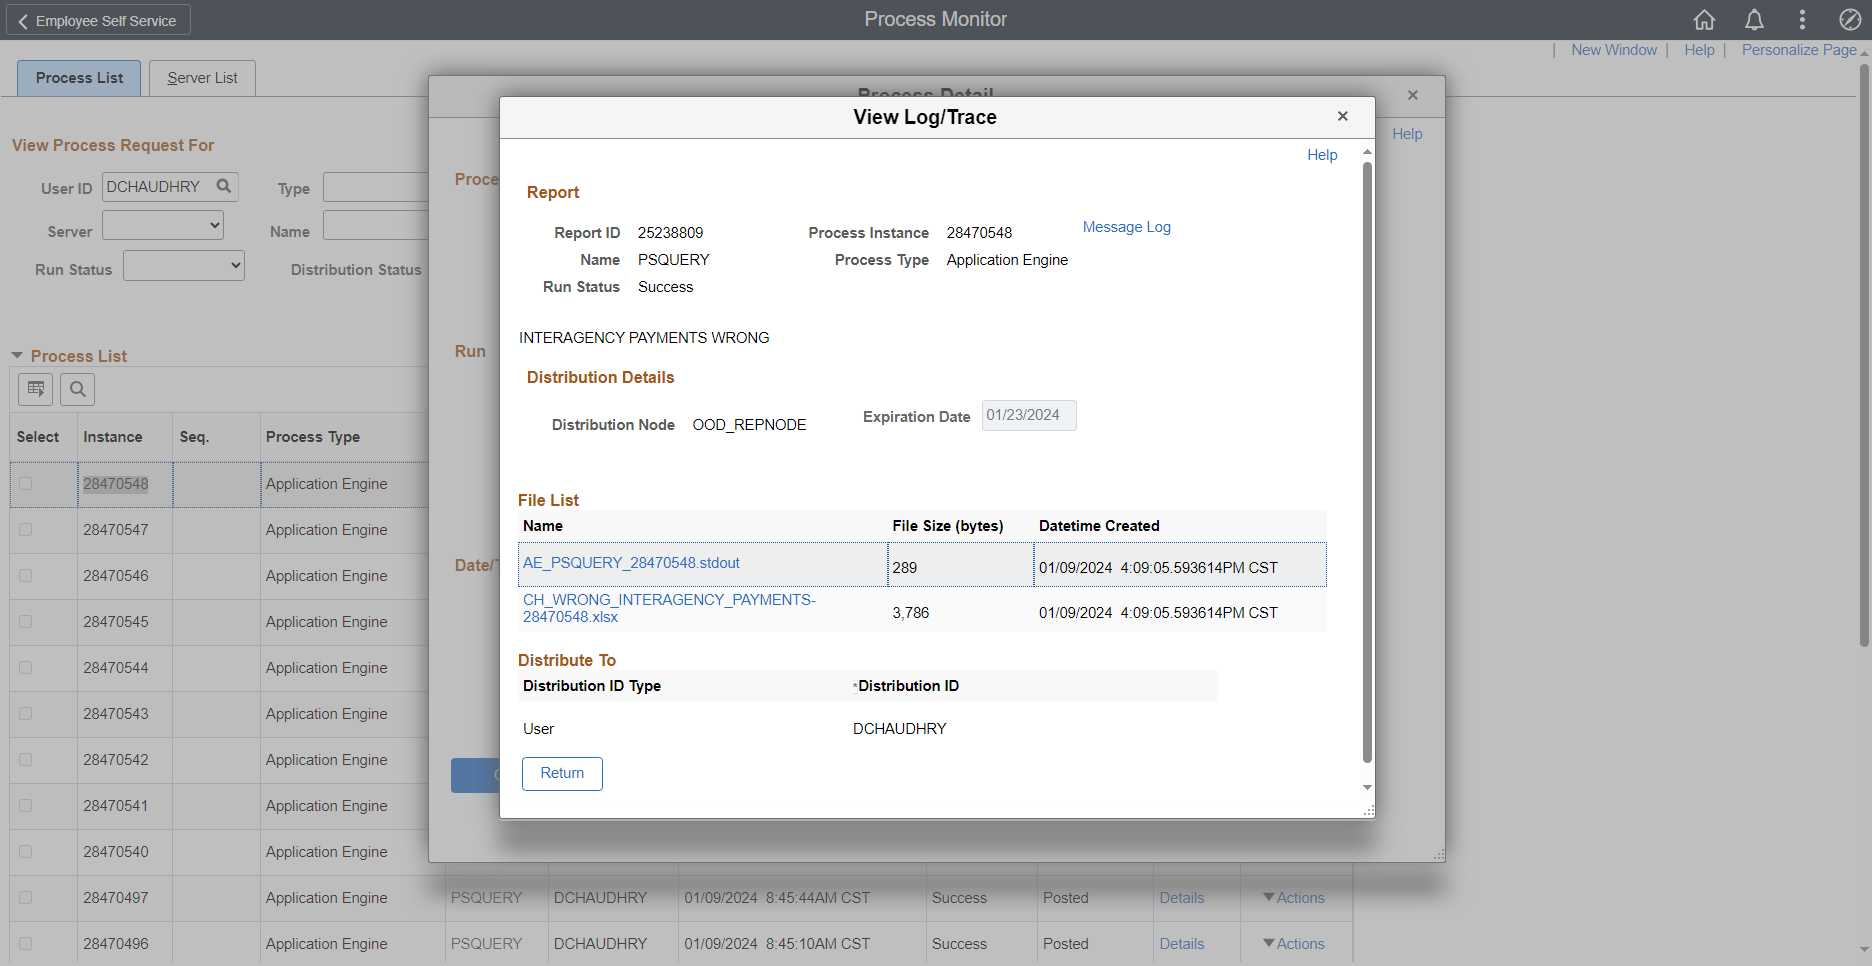 Employee Self Service
Process Monitor
New Window | Help | Personalize Page
Process List
Server List
View Process Request For
User ID DCHAUDHRY Type
Server Name
Run Status Distribution Status
Process List
Select Instance Seq. Process Type
28470548 Application Engine
28470547 Application Engine
28470546 Application Engine
28470545 Application Engine
28470544 Application Engine
28470543 Application Engine
28470542 Application Engine
28470541 Application Engine
28470540 Application Engine
28470497 Application Engine PSQUERY DCHAUDHRY 01/09/2024 8:45:44AM CST Success Posted Details Actions
28470496 Application Engine PSQUERY DCHAUDHRY 01/09/2024 8:45:10AM CST Success Posted Details Actions
Process Detail
Help
Run
Date/
View Log/Trace
Help
Report
Report ID 25238809 Process Instance 28470548 Message Log
Name PSQUERY Process Type Application Engine
Run Status Success
INTERAGENCY PAYMENTS WRONG
Distribution Details
Distribution Node OOD_REPNODE Expiration Date 01/23/2024
File List
Name File Size (bytes) Datetime Created
AE_PSQUERY_28470548.stdout 289 01/09/2024 4:09:05.593614PM CST
CH_WRONG_INTERAGENCY_PAYMENTS-
28470548.xlsx 3,786 01/09/2024 4:09:05.593614PM CST
Distribute To
Distribution ID Type *Distribution ID
User DCHAUDHRY
Return